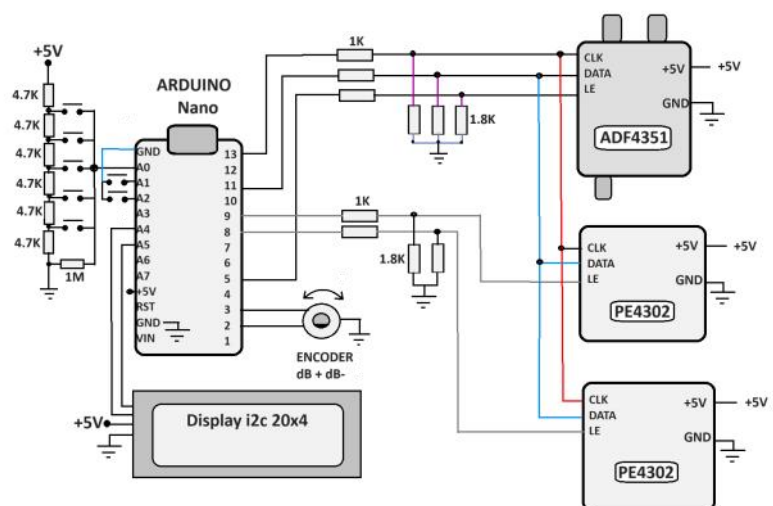 +5V
4.7K
4.7K
4.7K
4.7K
4.7K
4.7K
1M
ARDUINO
Nano
GND
A0
A1
A2
A3
A4
A5
A6
A7
+5V
RST
GND
VIN
13
12
11
10
9
8
7
6
5
4
3
2
1
1K
1.8K
1K
1.8K
ENCODER
dB + dB-
+5V
Display i2c 20x4
CLK
DATA
LE
+5V
+5V
GND
ADF4351
CLK
DATA
LE
+5V
+5V
GND
PE4302
CLK
DATA
LE
+5V
+5V
GND
PE4302